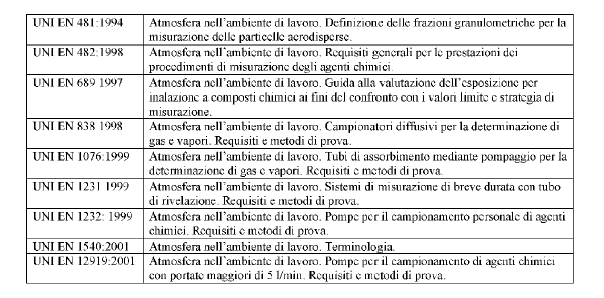 UNI EN 481:1994 Atmosfera nell'ambiente di lavoro. Definizione delle frazioni granulometriche per la
misurazione delle particelle aerodisperse.
UNI EN 482:1998 Atmosfera nell'ambiente di lavoro. Requisiti generali per le prestazioni dei
procedimenti di misurazione degli agenti chimici.
UNI EN 689 1997 Atmosfera nell'ambiente di lavoro. Guida alla valutazione dell'esposizione per
inalazione a composti chimici ai fini del confronto con i valori limite e strategia di
misurazione.
UNI EN 838 1998 Atmosfera nell'ambiente di lavoro. Campionatori diffusivi per la determinazione di
gas e vapori. Requisiti e metodi di prova.
UNI EN 1076:1999 Atmosfera nell'ambiente di lavoro. Tubi di assorbimento mediante pompaggio per la
determinazione di gas e vapori. Requisiti e metodi di prova.
UNI EN 1231 1999 Atmosfera nell'ambiente di lavoro. Sistemi di misurazione di breve durata con tubo
di rivelazione. Requisiti e metodi di prova.
UNI EN 1232: 1999 Atmosfera nell'ambiente di lavoro. Pompe per il campionamento personale di agenti
chimici. Requisiti e metodi di prova.
UNI EN 1540:2001 Atmosfera nell'ambiente di lavoro. Terminologia.
UNI EN 12919:2001 Atmosfera nell'ambiente di lavoro. Pompe per il campionamento di agenti chimici
con portate maggiori di 5 l/min. Requisiti e metodi di prova.